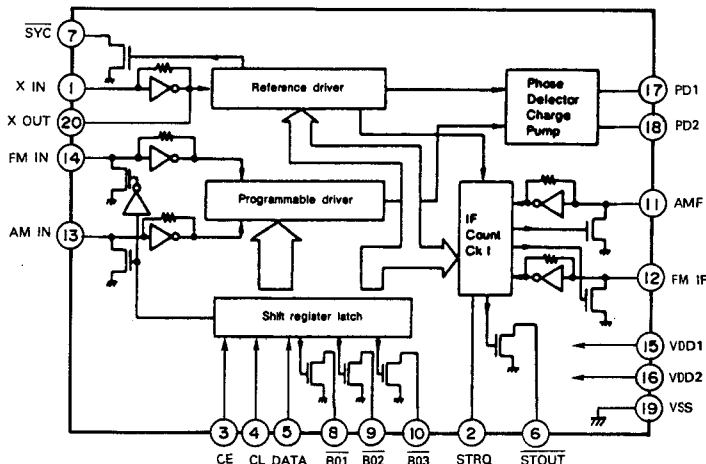 SYC
7
X IN
1
X OUT
20
FM IN
14
AM IN
13
Reference driver
Programmable driver
Shift register latch
Phase
Detector
Charge
Pump
IF
Count
Ck t
17
PD1
18
PD2
11
AMF
12
FM IF
15
VDD1
16
VDD2
19
VSS
3
4
5
8
9
10
2
6
CE
CL
DATA
B01
B02
B03
STRQ
STOUT